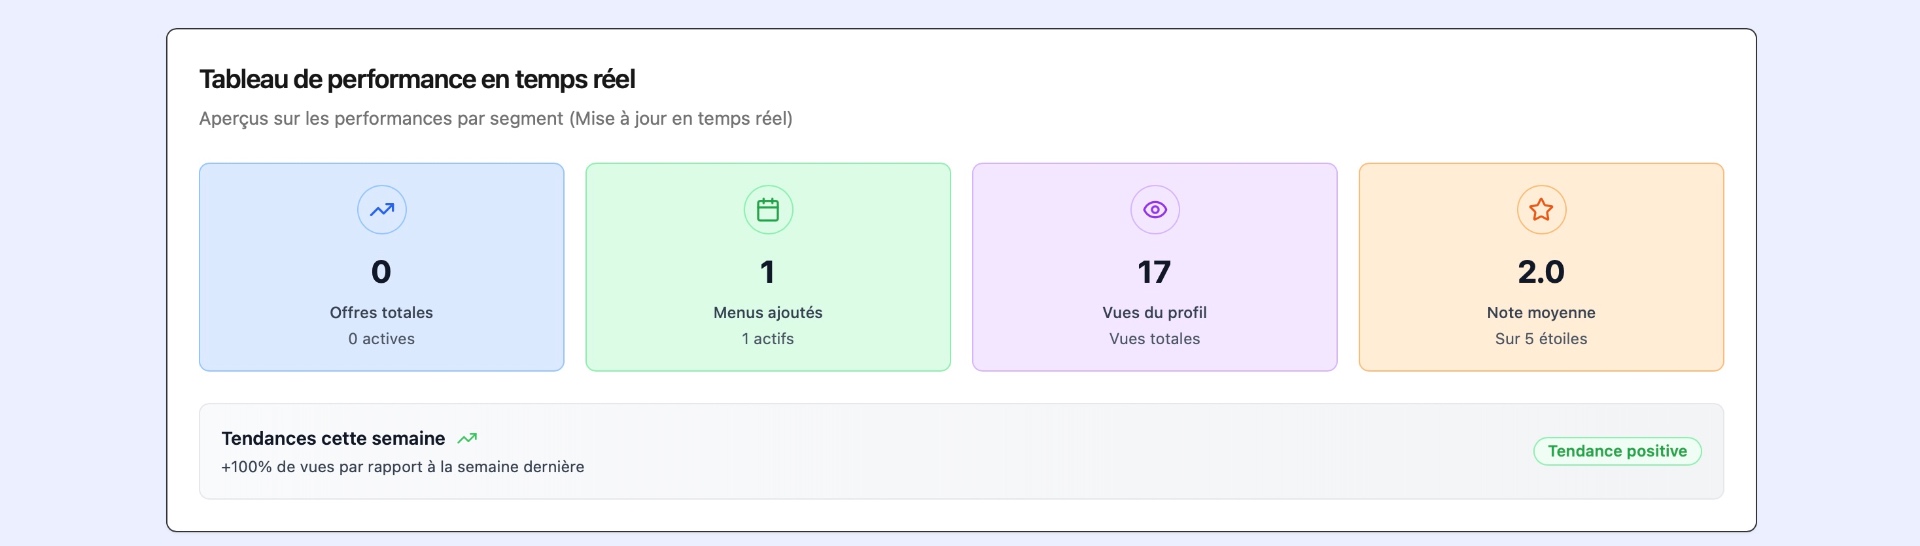 Tableau de performance en temps réel
Aperçus sur les performances par segment (Mise à jour en temps réel)
0
Offres totales
0 actives
1
Menus ajoutés
1 actifs
17
Vues du profil
Vues totales
2.0
Note moyenne
Sur 5 étoiles
Tendances cette semaine
+100% de vues par rapport à la semaine dernière
Tendance positive